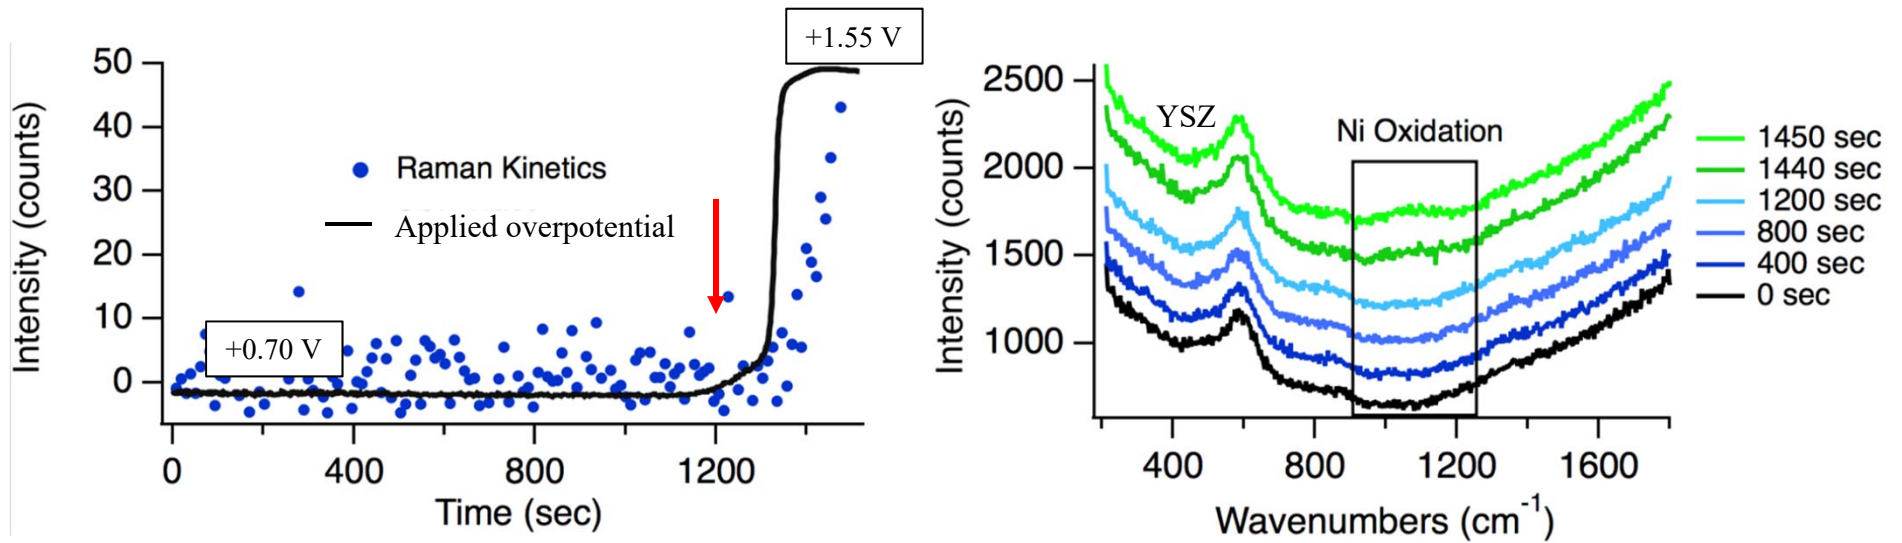 +1.55 V
50
40
30
20
10
0
Intensity (counts)
Raman Kinetics
Applied overpotential
+0.70 V
0
400
800
1200
Time (sec)
2500
2000
1500
1000
Intensity (counts)
YSZ
Ni Oxidation
1450 sec
1440 sec
1200 sec
800 sec
400 sec
0 sec
400
800
1200
1600
Wavenumbers (cm⁻¹)